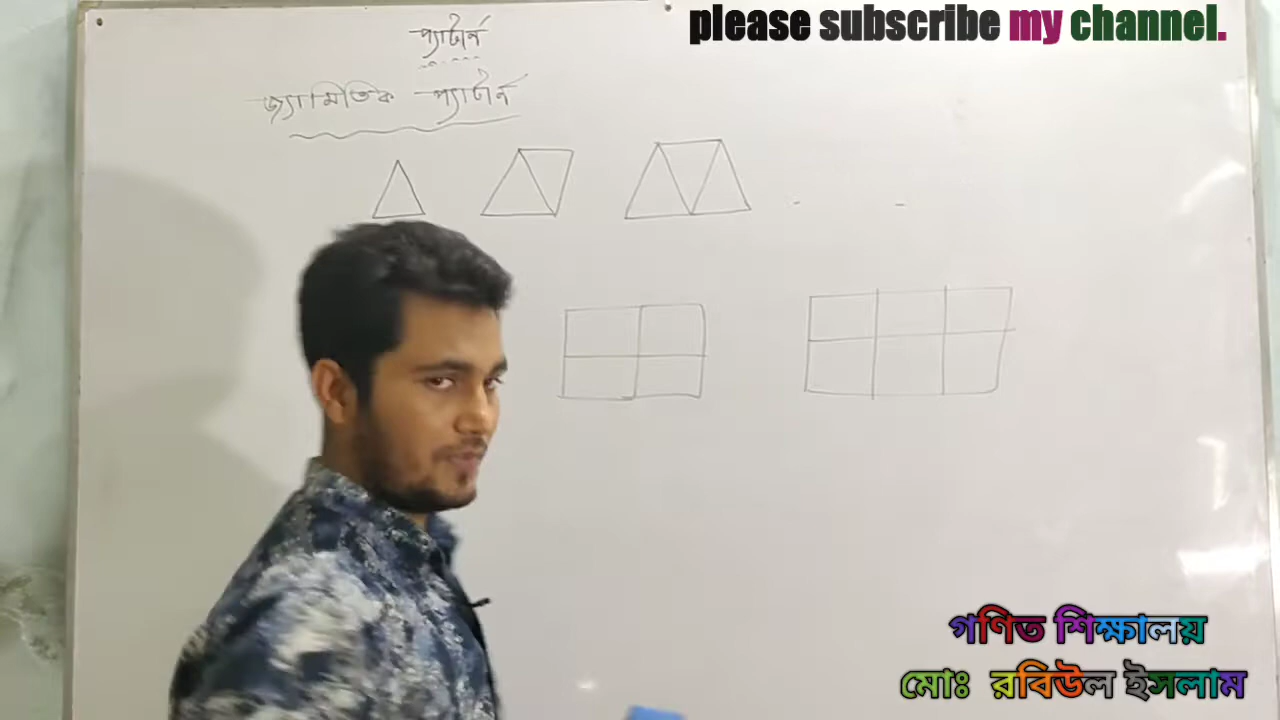 please subscribe my channel.
প্যাটার্ন
জ্যামিতিক প্যাটার্ন
গণিত শিক্ষালয়
মোঃ রবিউল ইসলাম